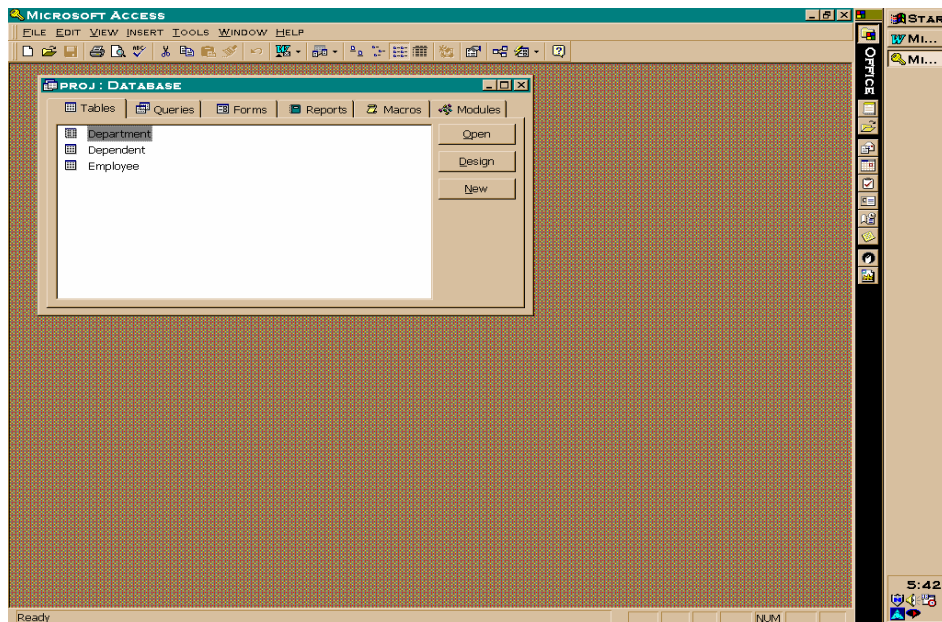 MICROSOFT ACCESS
FILE EDIT VIEW INSERT TOOLS WINDOW HELP
PROJ : DATABASE
Tables Queries Forms Reports Macros Modules
Department
Dependent
Employee
Open
Design
New
Ready
NUM
OFFICE
START
MI...
MI...
5:42